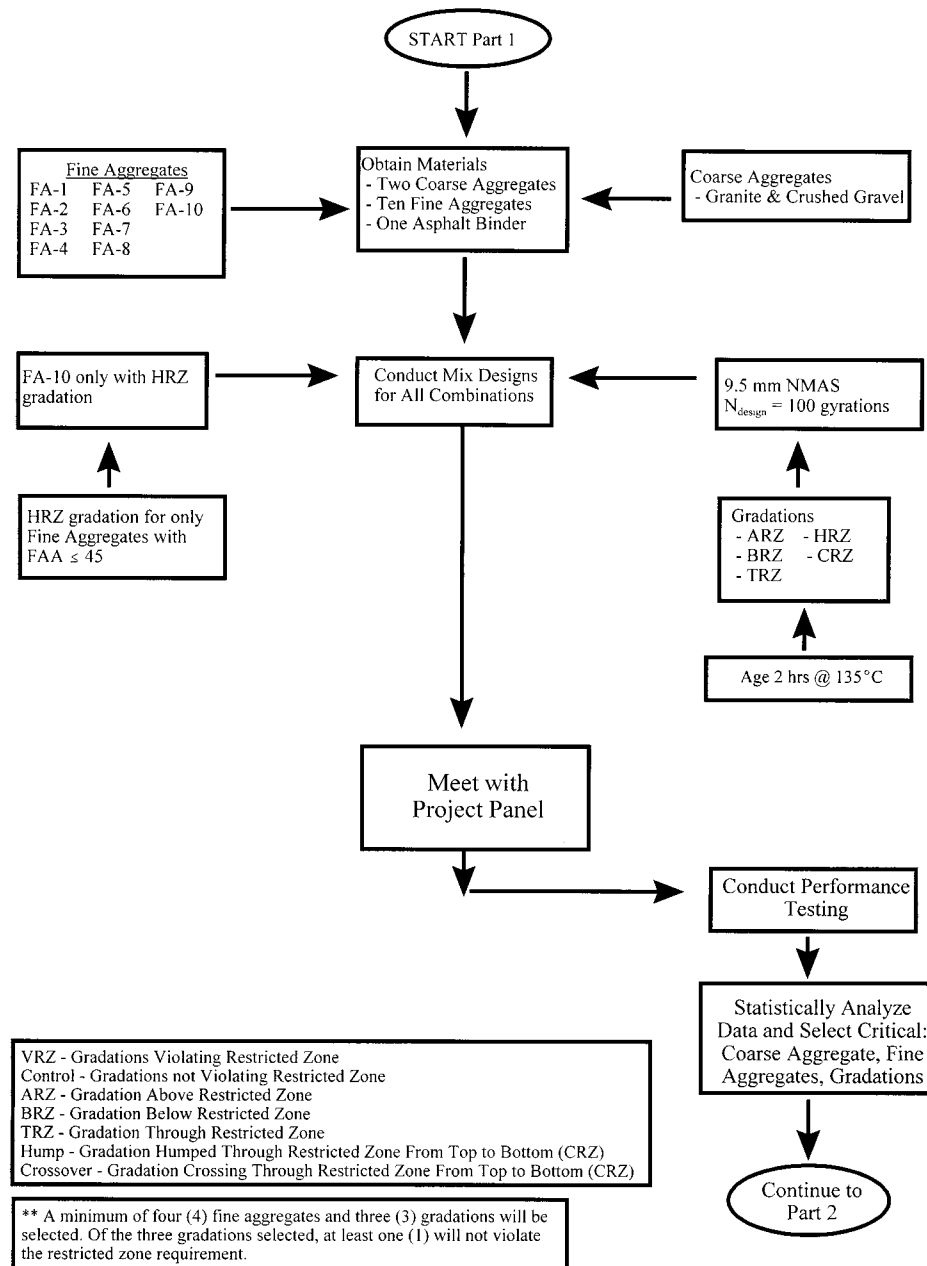 START Part 1
Fine Aggregates
FA-1 FA-5 FA-9
FA-2 FA-6 FA-10
FA-3 FA-7
FA-4 FA-8
Obtain Materials
- Two Coarse Aggregates
- Ten Fine Aggregates
- One Asphalt Binder
Coarse Aggregates
- Granite & Crushed Gravel
FA-10 only with HRZ
gradation
Conduct Mix Designs
for All Combinations
9.5 mm NMAS
Ndesign = 100 gyrations
HRZ gradation for only
Fine Aggregates with
FAA ≤ 45
Gradations
- ARZ - HRZ
- BRZ - CRZ
- TRZ
Age 2 hrs @ 135°C
Meet with
Project Panel
Conduct Performance
Testing
Statistically Analyze
Data and Select Critical:
Coarse Aggregate, Fine
Aggregates, Gradations
Continue to
Part 2
VRZ - Gradations Violating Restricted Zone
Control - Gradations not Violating Restricted Zone
ARZ - Gradation Above Restricted Zone
BRZ - Gradation Below Restricted Zone
TRZ - Gradation Through Restricted Zone
Hump - Gradation Humped Through Restricted Zone From Top to Bottom (CRZ)
Crossover - Gradation Crossing Through Restricted Zone From Top to Bottom (CRZ)
** A minimum of four (4) fine aggregates and three (3) gradations will be
selected. Of the three gradations selected, at least one (1) will not violate
the restricted zone requirement.